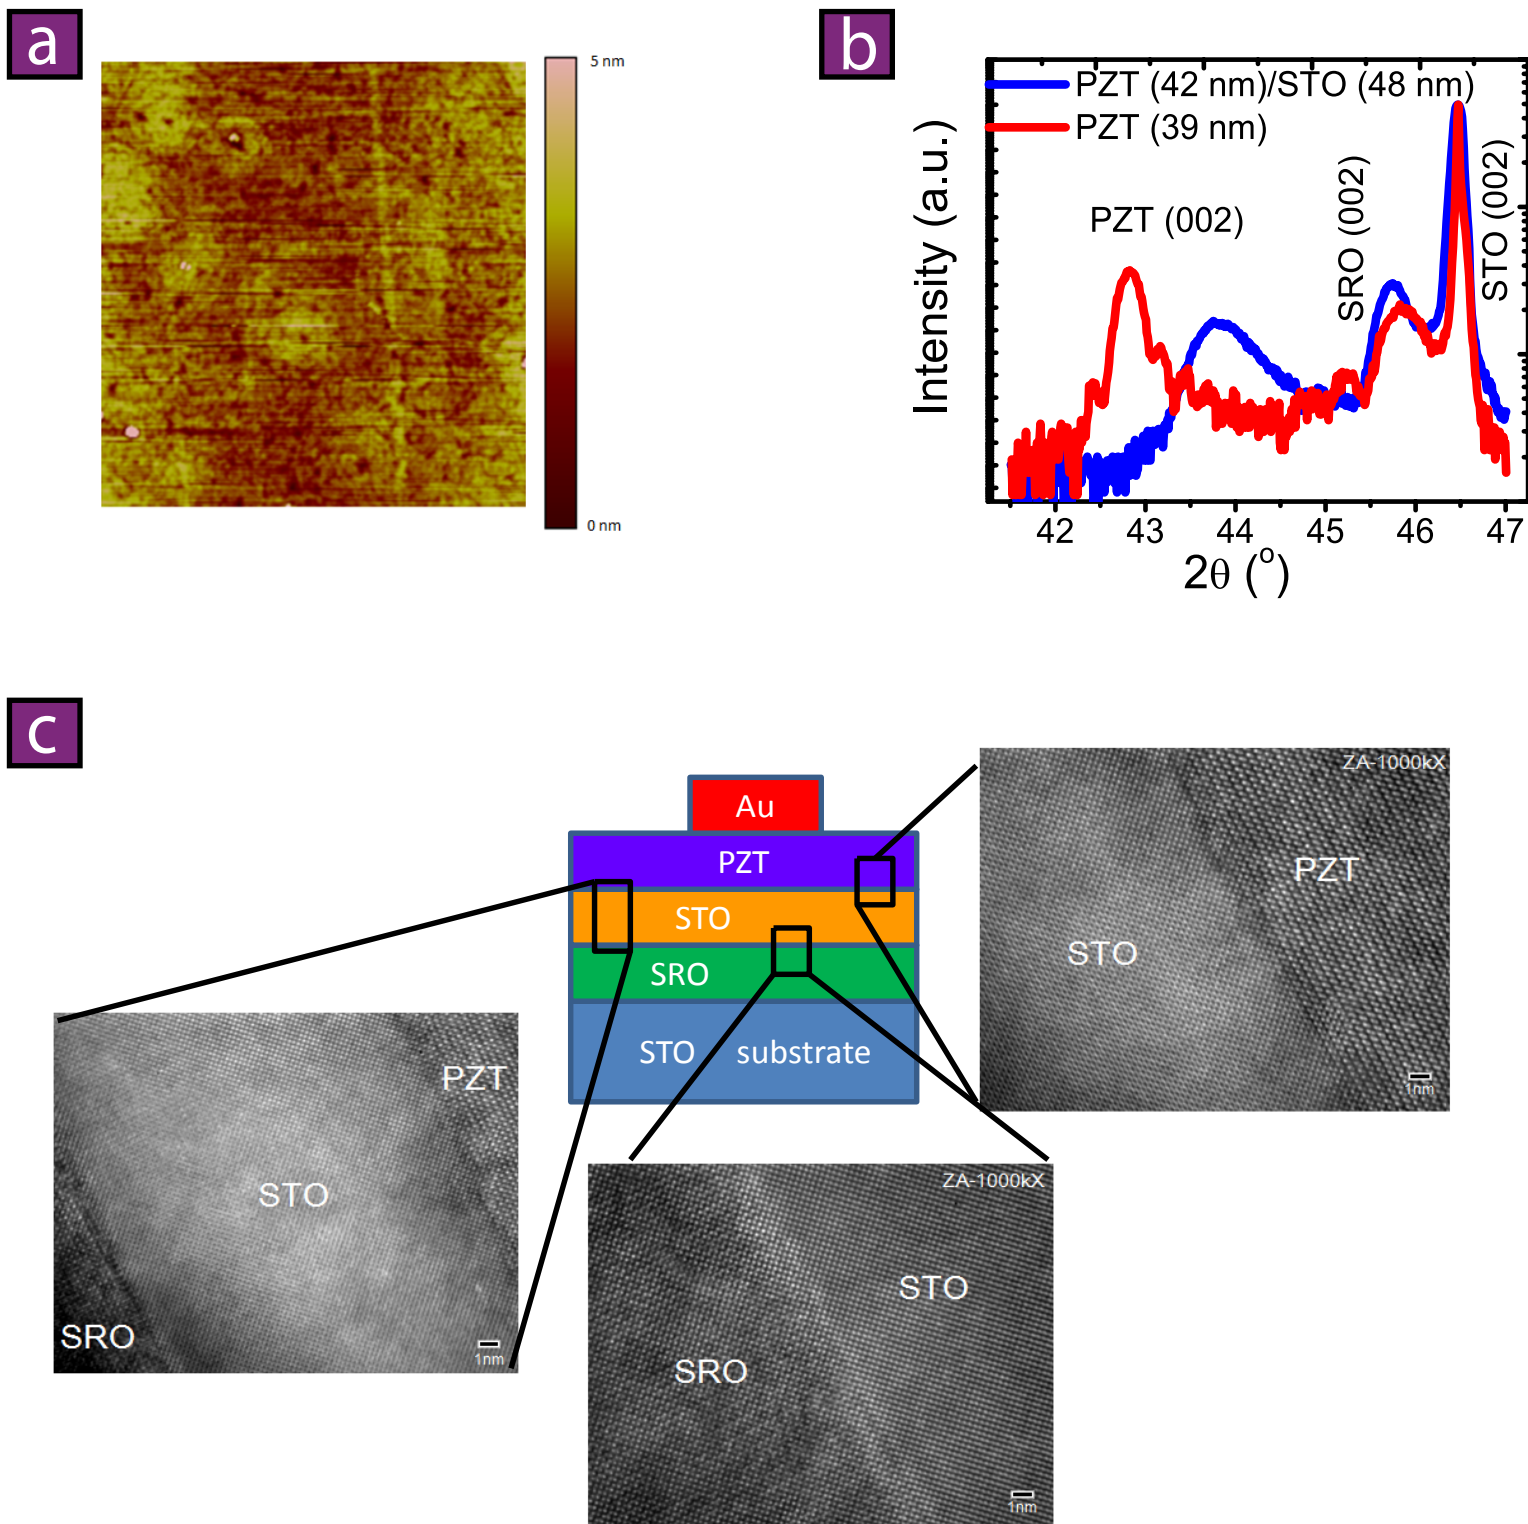 a
5 nm
0 nm
b
PZT (42 nm)/STO (48 nm)
PZT (39 nm)
Intensity (a.u.)
PZT (002)
SRO (002)
STO (002)
42 43 44 45 46 47
2θ (°)
c
Au
PZT
STO
SRO
STO substrate
ZA-1000kX
PZT
STO
1nm
PZT
STO
SRO
1nm
ZA-1000kX
STO
SRO
1nm